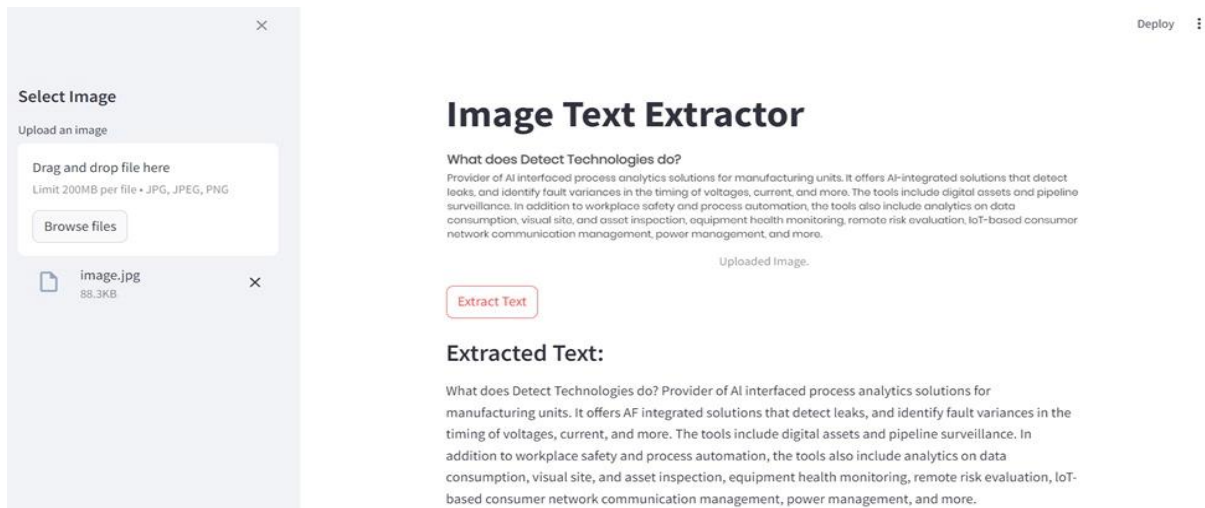 Deploy
Select Image
Upload an image
Drag and drop file here
Limit 200MB per file • JPG, JPEG, PNG
Browse files
image.jpg
88.3KB
Image Text Extractor
What does Detect Technologies do?
Provider of AI interfaced process analytics solutions for manufacturing units. It offers AI-integrated solutions that detect
leaks, and identify fault variances in the timing of voltages, current, and more. The tools include digital assets and pipeline
surveillance. In addition to workplace safety and process automation, the tools also include analytics on data
consumption, visual site, and asset inspection, equipment health monitoring, remote risk evaluation, IoT-based consumer
network communication management, power management, and more.
Uploaded Image.
Extract Text
Extracted Text:
What does Detect Technologies do? Provider of Al interfaced process analytics solutions for
manufacturing units. It offers AF integrated solutions that detect leaks, and identify fault variances in the
timing of voltages, current, and more. The tools include digital assets and pipeline surveillance. In
addition to workplace safety and process automation, the tools also include analytics on data
consumption, visual site, and asset inspection, equipment health monitoring, remote risk evaluation, loT-
based consumer network communication management, power management, and more.